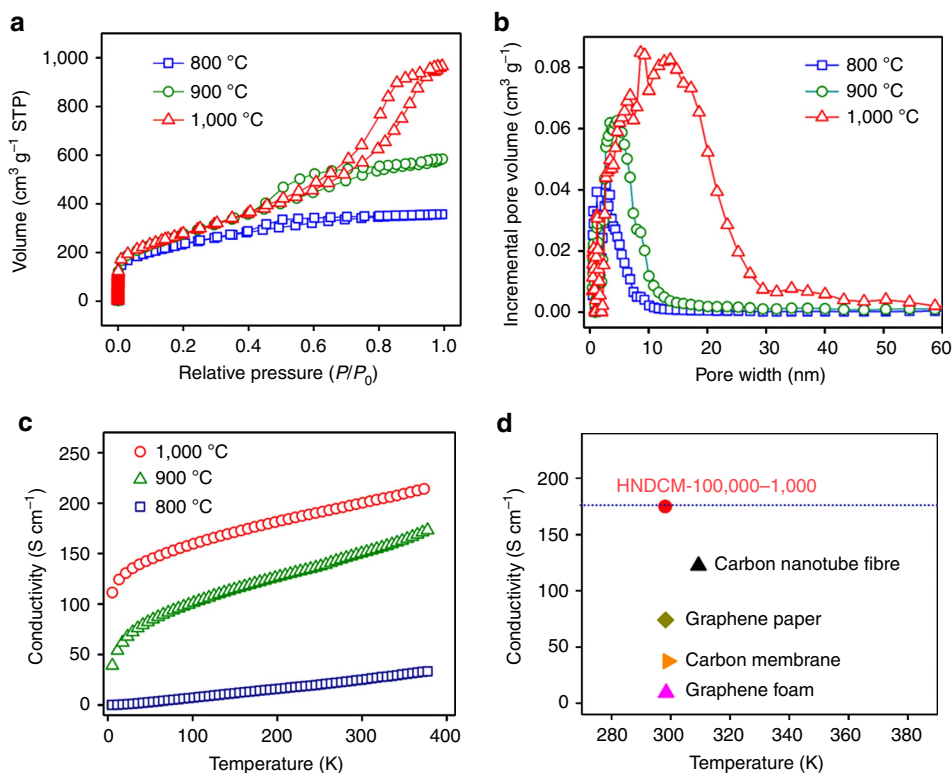 a
1,000
800
600
400
200
0
Volume (cm³ g⁻¹ STP)
800 °C
900 °C
1,000 °C
0.0 0.2 0.4 0.6 0.8 1.0
Relative pressure (P/P₀)
b
0.08
0.06
0.04
0.02
0.00
Incremental pore volume (cm³ g⁻¹)
800 °C
900 °C
1,000 °C
0 10 20 30 40 50 60
Pore width (nm)
c
250
200
150
100
50
0
Conductivity (S cm⁻¹)
1,000 °C
900 °C
800 °C
0 100 200 300 400
Temperature (K)
d
200
150
100
50
0
Conductivity (S cm⁻¹)
HNDCM-100,000–1,000
Carbon nanotube fibre
Graphene paper
Carbon membrane
Graphene foam
280 300 320 340 360 380
Temperature (K)